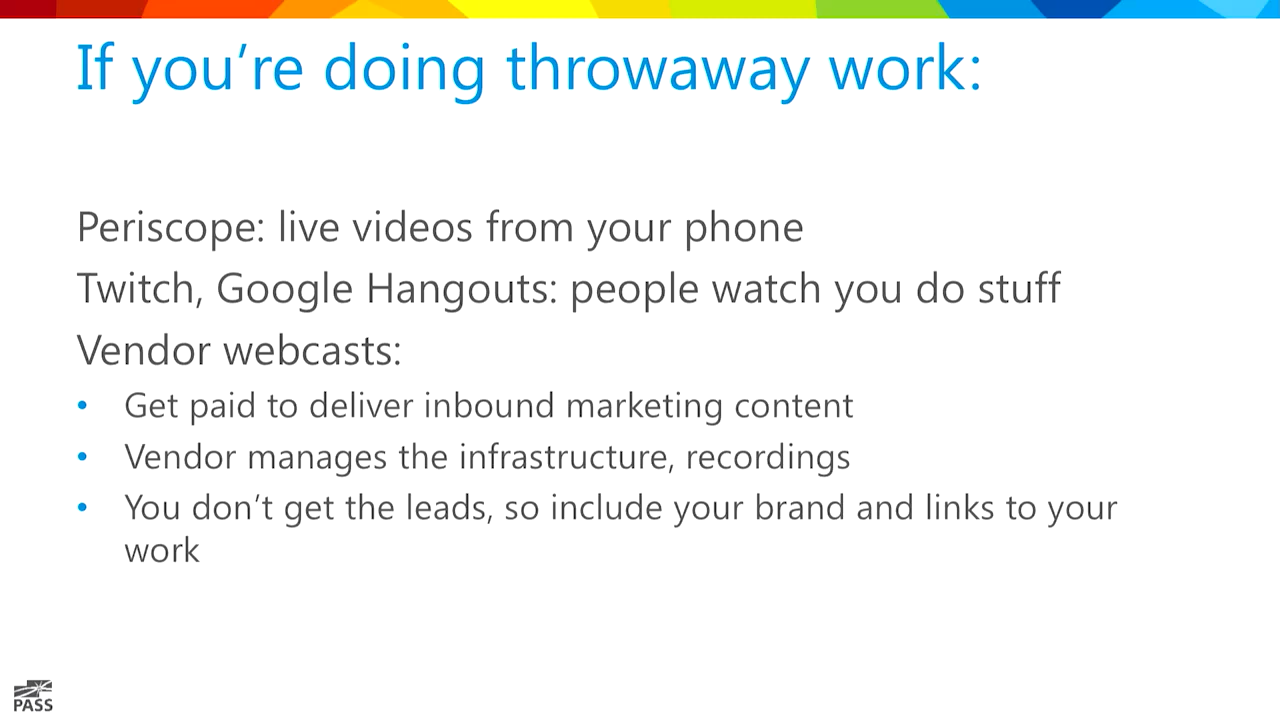 If you’re doing throwaway work:
Periscope: live videos from your phone
Twitch, Google Hangouts: people watch you do stuff
Vendor webcasts:
• Get paid to deliver inbound marketing content
• Vendor manages the infrastructure, recordings
• You don’t get the leads, so include your brand and links to your
work
PASS